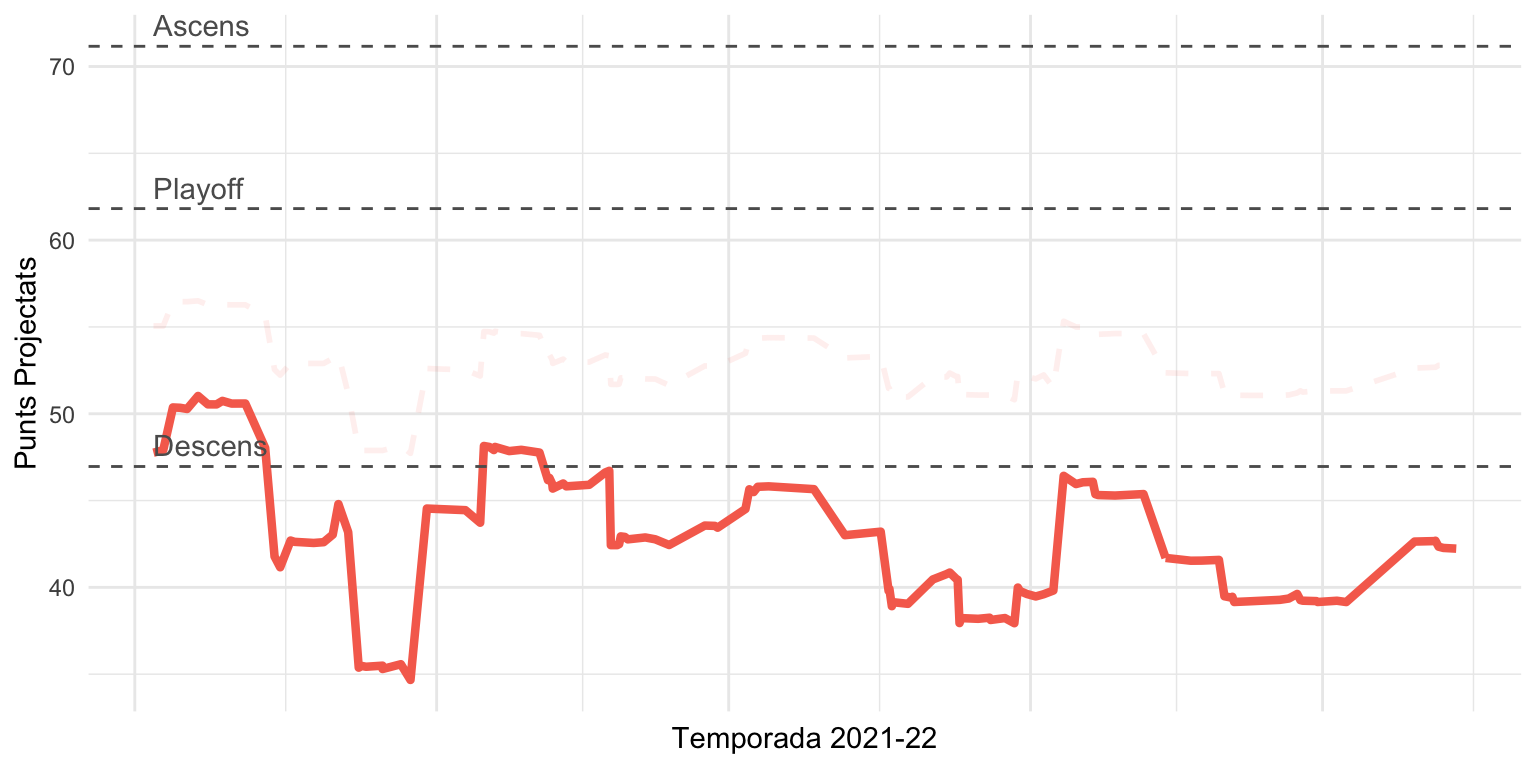 Ascens
70
Playoff
60
Punts Projectats
50
Descens
40
Temporada 2021-22